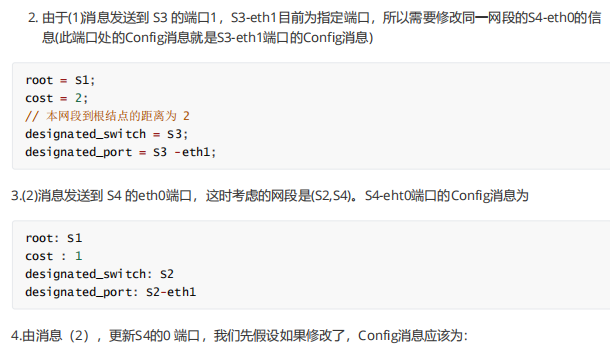 2. 由于(1)消息发送到 S3 的端口1，S3-eth1目前为指定端口，所以需要修改同一网段的S4-eth0的信
息(此端口处的Config消息就是S3-eth1端口的Config消息)
root = S1;
cost = 2;
// 本网段到根结点的距离为 2
designated_switch = S3;
designated_port = S3 -eth1;
3.(2)消息发送到 S4 的eth0端口，这时考虑的网段是(S2,S4)。S4-eht0端口的Config消息为
root: S1
cost : 1
designated_switch: S2
designated_port: S2-eth1
4.由消息（2），更新S4的0 端口，我们先假设如果修改了，Config消息应该为：